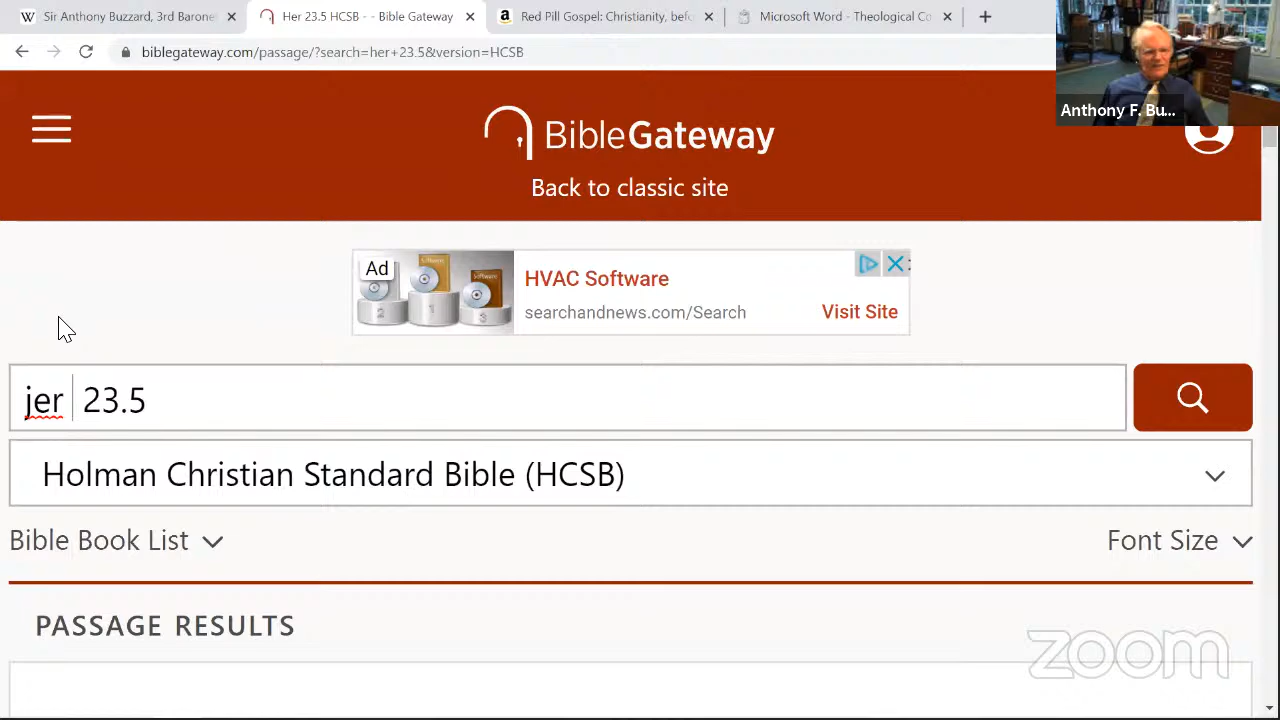 Sir Anthony Buzzard, 3rd Barone
Her 23.5 HCSB - - Bible Gateway
Red Pill Gospel: Christianity, bef
Microsoft Word - Theological Co
biblegateway.com/passage/?search=her+23.5&version=HCSB
Anthony F. Bu...
BibleGateway
Back to classic site
Ad
HVAC Software
searchandnews.com/Search
Visit Site
jer 23.5
Holman Christian Standard Bible (HCSB)
Bible Book List
Font Size
PASSAGE RESULTS
zoom